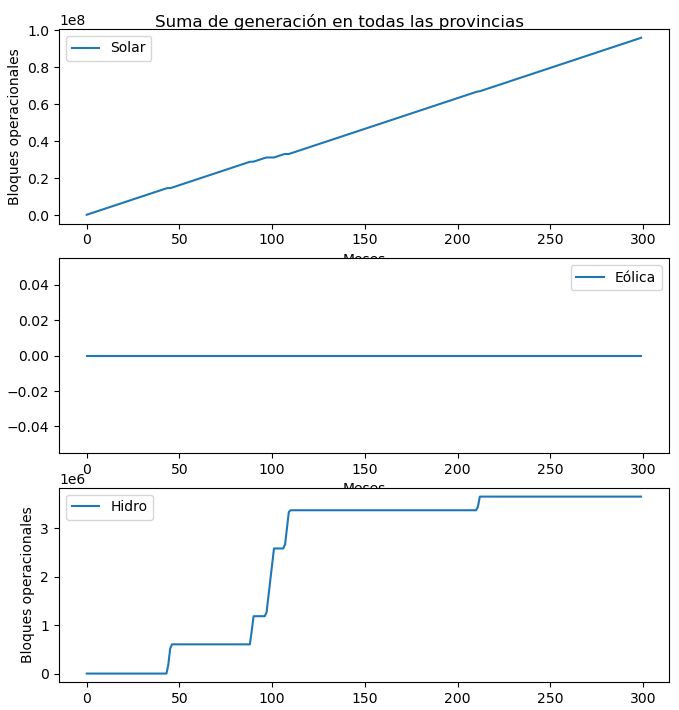 Suma de generación en todas las provincias
1e8
Solar
Bloques operacionales
1.0
0.8
0.6
0.4
0.2
0.0
0 50 100 150 200 250 300
Meses
Eólica
0.04
0.02
0.00
−0.02
−0.04
0 50 100 150 200 250 300
Meses
1e6
Hidro
Bloques operacionales
3
2
1
0
0 50 100 150 200 250 300